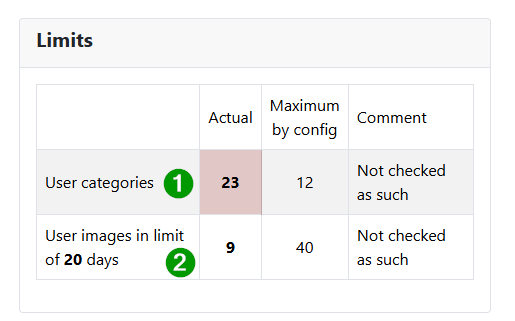 Limits
Actual
Maximum
by config
Comment
User categories 1
23
12
Not checked
as such
User images in limit
of 20 days 2
9
40
Not checked
as such